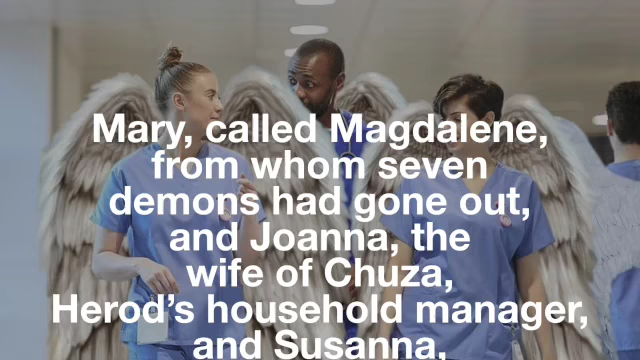 Mary, called Magdalene,
from whom seven
demons had gone out,
and Joanna, the
wife of Chuza,
Herod’s household manager,
and Susanna,